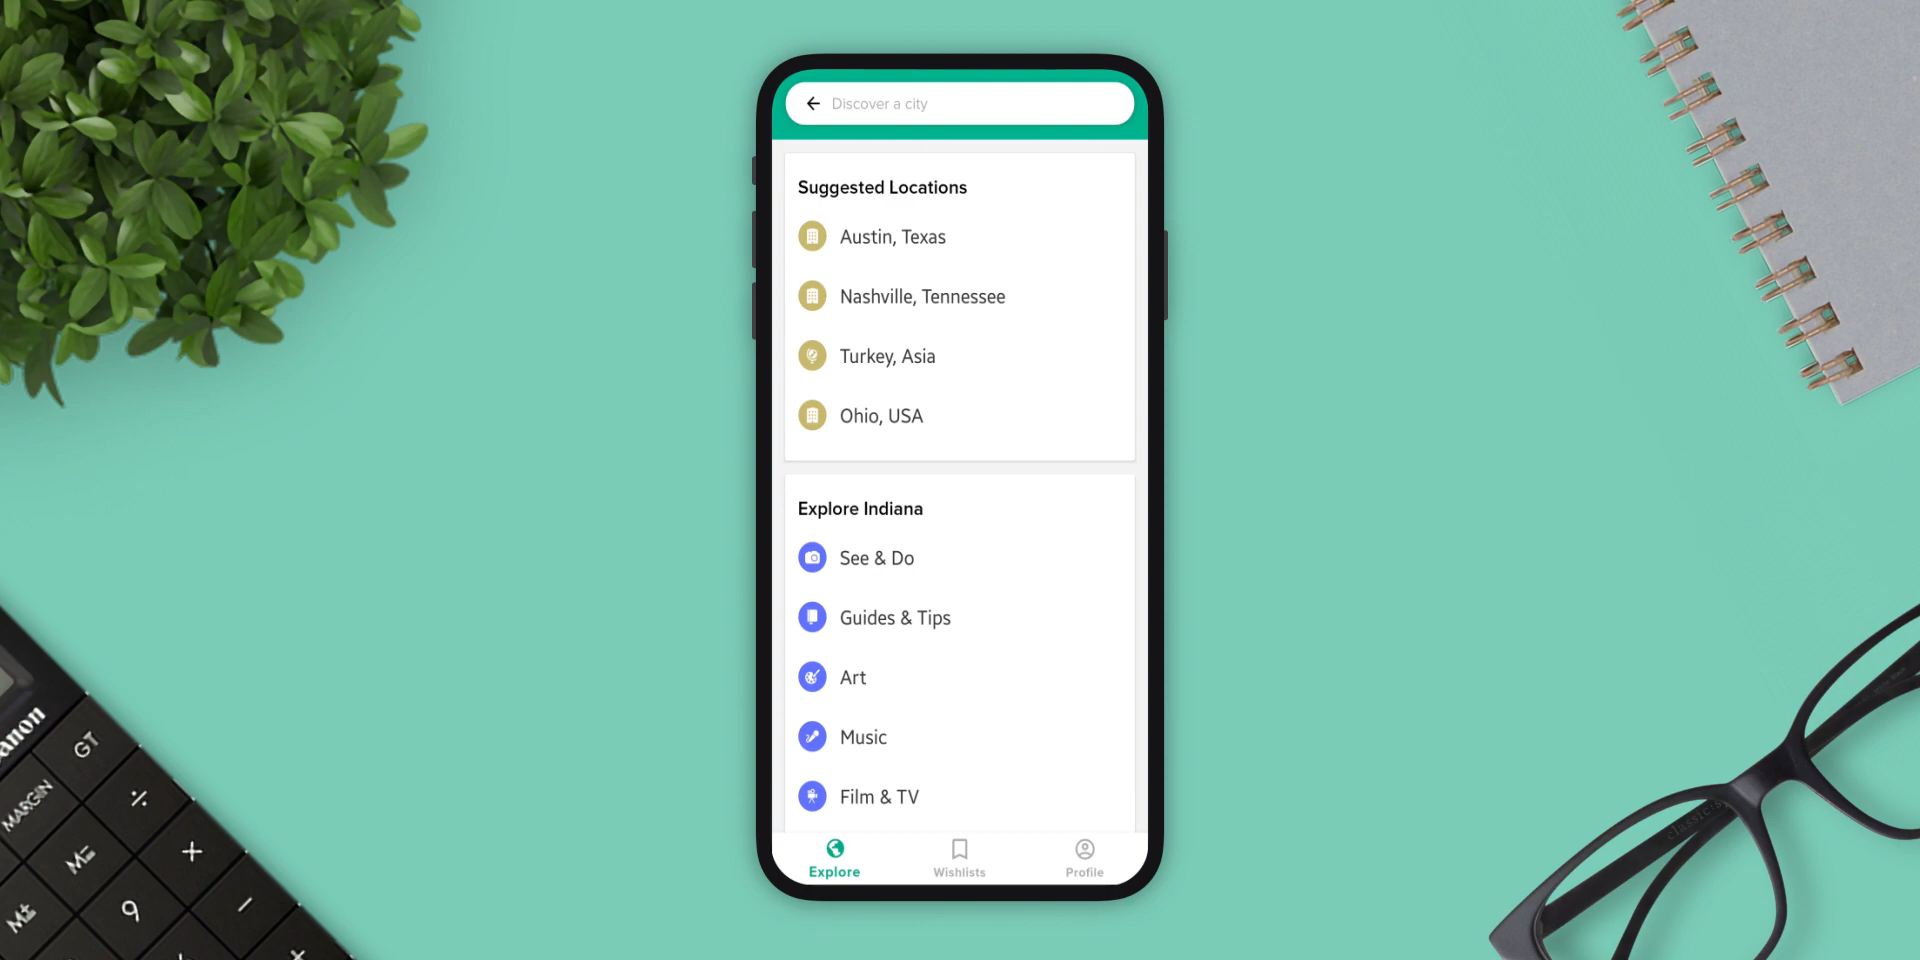 Discover a city
Suggested Locations
Austin, Texas
Nashville, Tennessee
Turkey, Asia
Ohio, USA
Explore Indiana
See & Do
Guides & Tips
Art
Music
Film & TV
Explore
Wishlists
Profile
anon
GT
MARGIN
÷
M=
×
M±
9
−
+
classic